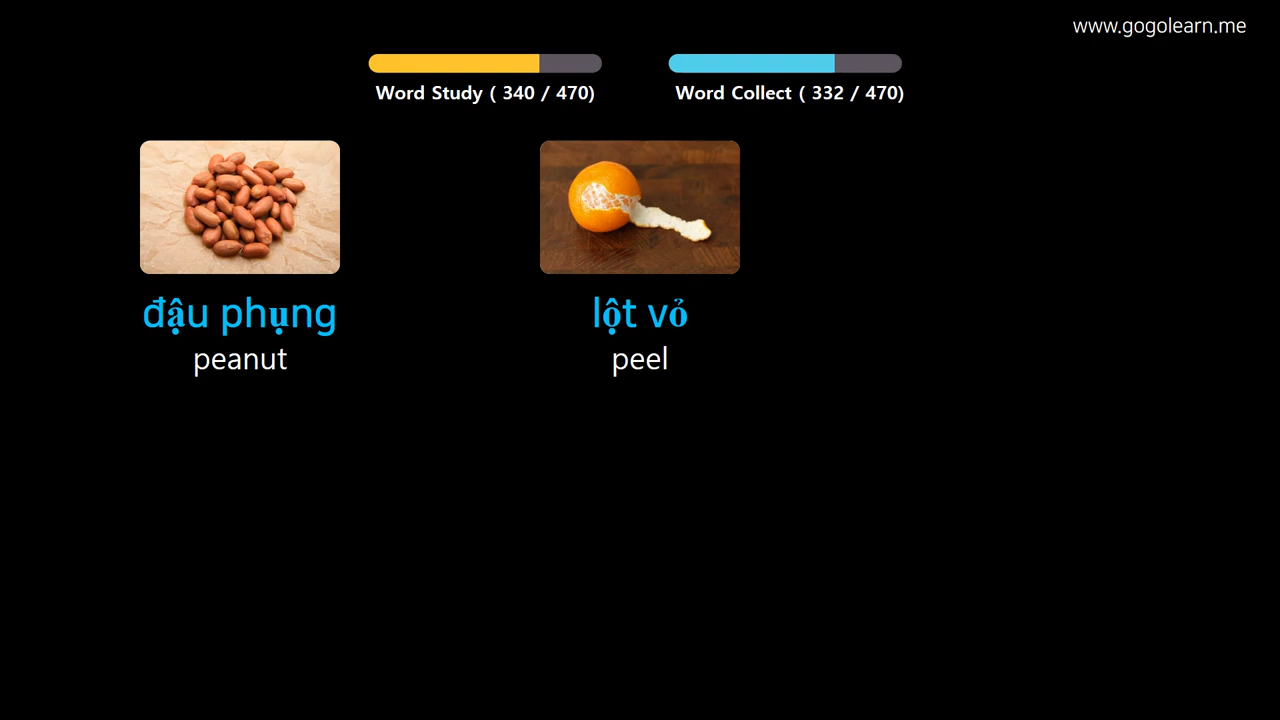 www.gogolearn.me
Word Study ( 340 / 470)
Word Collect ( 332 / 470)
đậu phụng
peanut
lột vỏ
peel